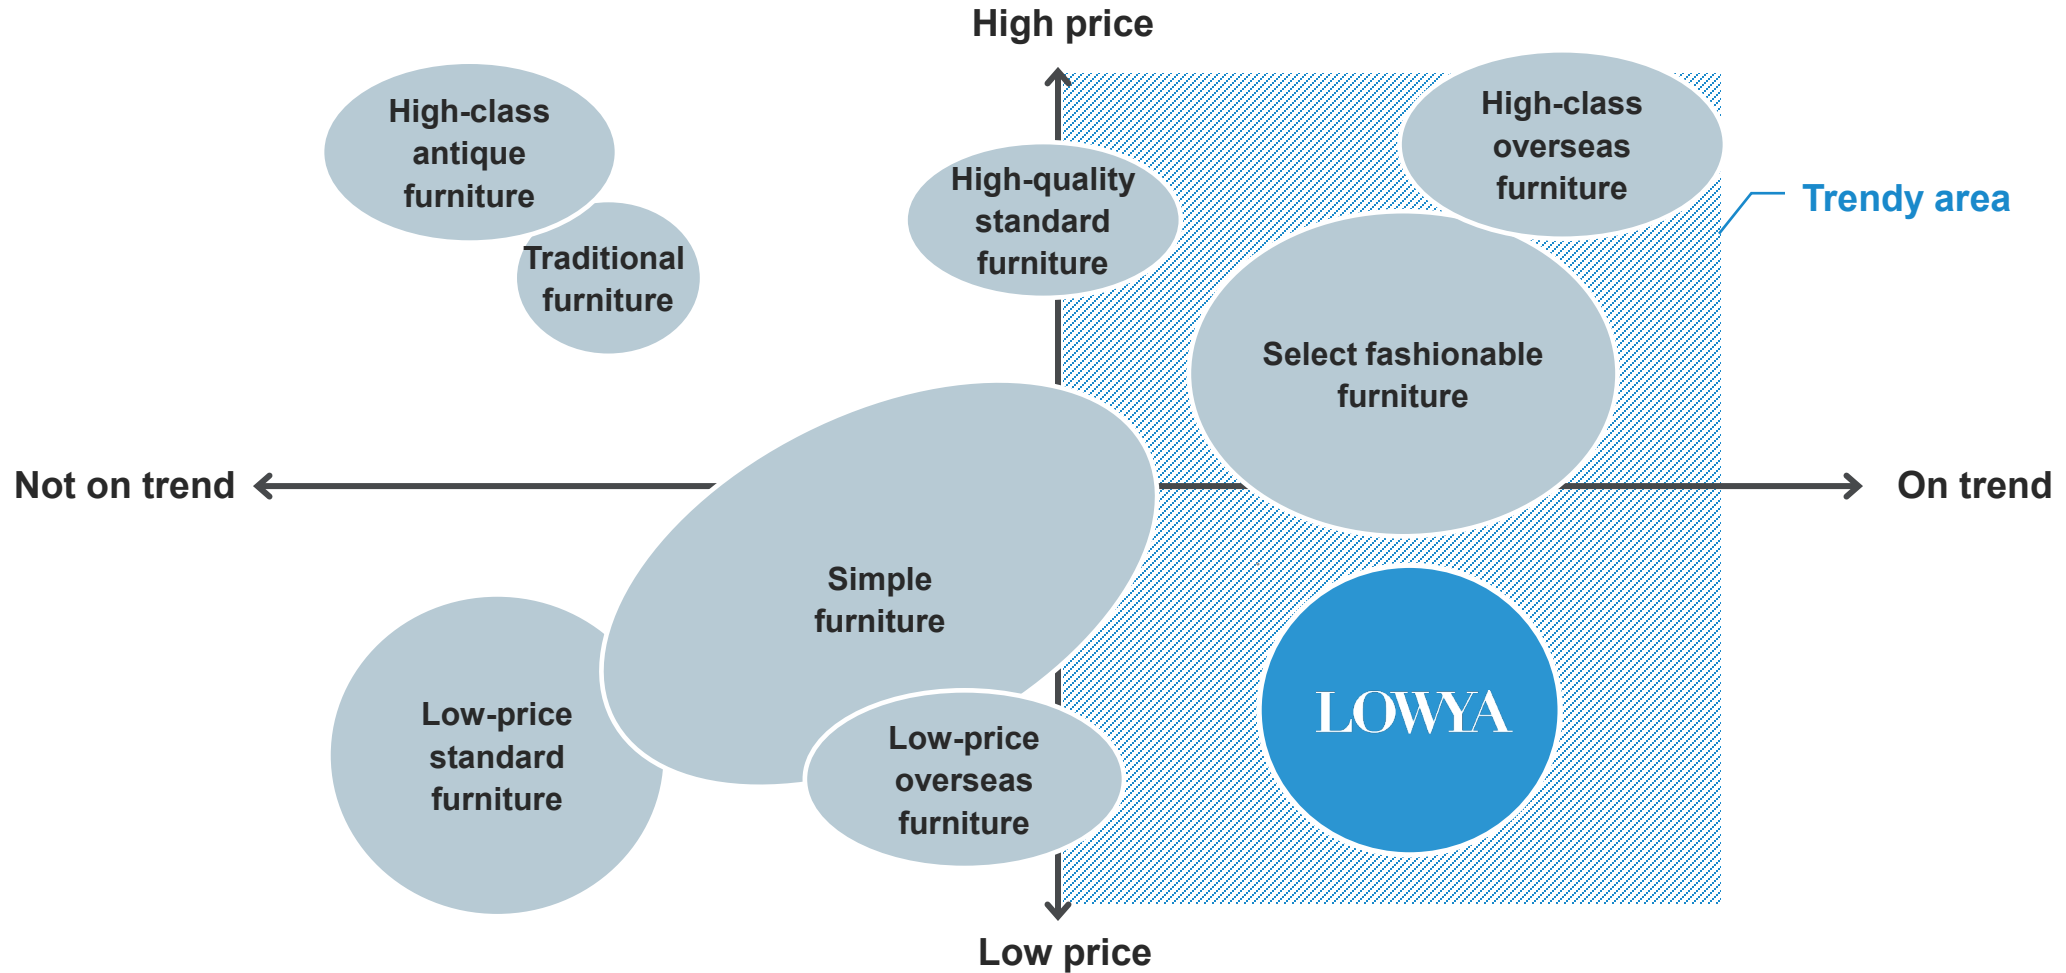 High price
High-class
antique
furniture
Traditional
furniture
High-quality
standard
furniture
High-class
overseas
furniture
Trendy area
Select fashionable
furniture
Not on trend
On trend
Simple
furniture
Low-price
standard
furniture
Low-price
overseas
furniture
LOWYA
Low price